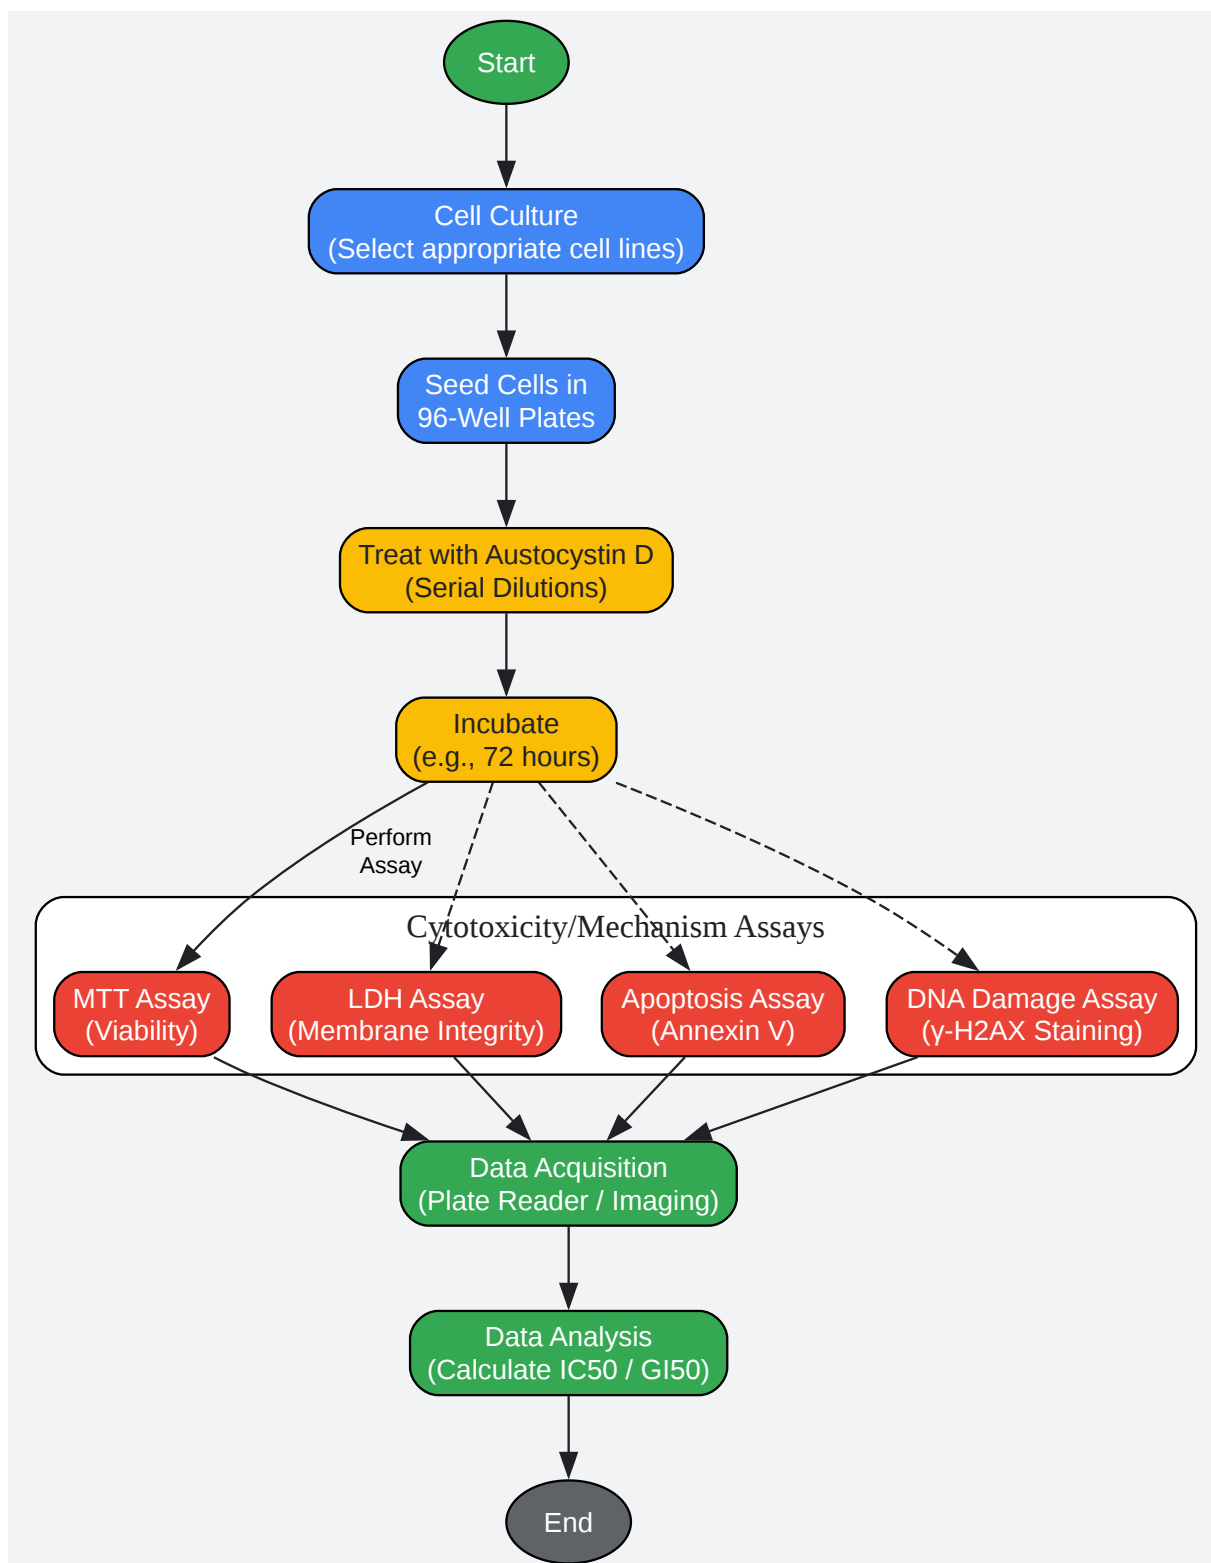 Start
Cell Culture
(Select appropriate cell lines)
Seed Cells in
96-Well Plates
Treat with Austocystin D
(Serial Dilutions)
Incubate
(e.g., 72 hours)
Perform
Assay
Cytotoxicity/Mechanism Assays
MTT Assay
(Viability)
LDH Assay
(Membrane Integrity)
Apoptosis Assay
(Annexin V)
DNA Damage Assay
(γ-H2AX Staining)
Data Acquisition
(Plate Reader / Imaging)
Data Analysis
(Calculate IC50 / GI50)
End